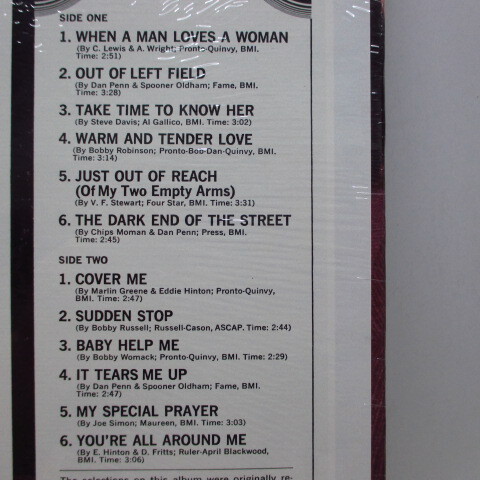 SIDE ONE
1. WHEN A MAN LOVES A WOMAN
(By C. Lewis & A. Wright; Pronto-Quinvy, BMI.
Time: 2:51)
2. OUT OF LEFT FIELD
(By Dan Penn & Spooner Oldham; Fame, BMI.
Time: 3:28)
3. TAKE TIME TO KNOW HER
(By Steve Davis; Al Gallico, BMI. Time: 3:02)
4. WARM AND TENDER LOVE
(By Bobby Robinson; Pronto-Bob-Dan-Quinvy, BMI.
Time: 3:14)
5. JUST OUT OF REACH
(Of My Two Empty Arms)
(By V. F. Stewart; Four Star, BMI. Time: 3:31)
6. THE DARK END OF THE STREET
(By Chips Moman & Dan Penn; Press, BMI.
Time: 2:45)
SIDE TWO
1. COVER ME
(By Marlin Greene & Eddie Hinton; Pronto-Quinvy,
BMI. Time: 2:47)
2. SUDDEN STOP
(By Bobby Russell; Russell-Cason, ASCAP. Time: 2:44)
3. BABY HELP ME
(By Bobby Womack; Pronto-Quinvy, BMI. Time: 2:29)
4. IT TEARS ME UP
(By Dan Penn & Spooner Oldham; Fame, BMI.
Time: 2:47)
5. MY SPECIAL PRAYER
(By Joe Simon; Maureen, BMI. Time: 3:03)
6. YOU'RE ALL AROUND ME
(By E. Hinton & D. Fritts; Ruler-April Blackwood,
BMI. Time: 3:06)
The selections on this album were originally re-